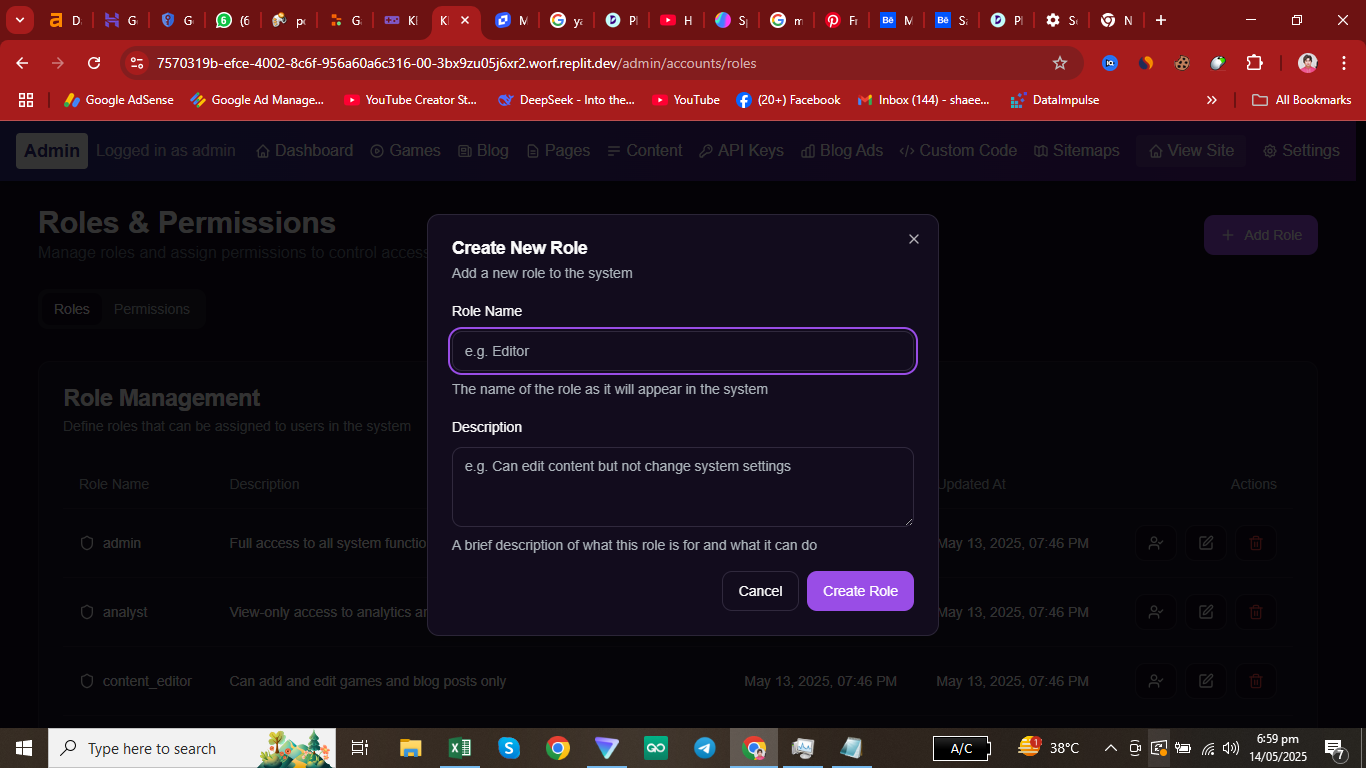 D
G
G
(6
pc
G
Kl
Kl
M
ya
Pl
H
Sp
m
Fr
M
Sa
Pl
Se
N
7570319b-efce-4002-8c6f-956a60a6c316-00-3bx9zu05j6xr2.worf.replit.dev/admin/accounts/roles
Google AdSense
Google Ad Manage...
YouTube Creator St...
DeepSeek - Into the...
YouTube
(20+) Facebook
Inbox (144) - shaee...
DataImpulse
All Bookmarks
Admin
Logged in as admin
Dashboard
Games
Blog
Pages
Content
API Keys
Blog Ads
Custom Code
Sitemaps
View Site
Settings
Roles & Permissions
Manage roles and assign permissions to control access
Add Role
Roles
Permissions
Create New Role
Add a new role to the system
Role Name
e.g. Editor
The name of the role as it will appear in the system
Description
e.g. Can edit content but not change system settings
A brief description of what this role is for and what it can do
Cancel
Create Role
Role Management
Define roles that can be assigned to users in the system
Role Name
Description
Updated At
Actions
admin
Full access to all system functio
May 13, 2025, 07:46 PM
analyst
View-only access to analytics an
May 13, 2025, 07:46 PM
content_editor
Can add and edit games and blog posts only
May 13, 2025, 07:46 PM
May 13, 2025, 07:46 PM
Type here to search
A/C
1
38°C
6:59 pm
14/05/2025
7